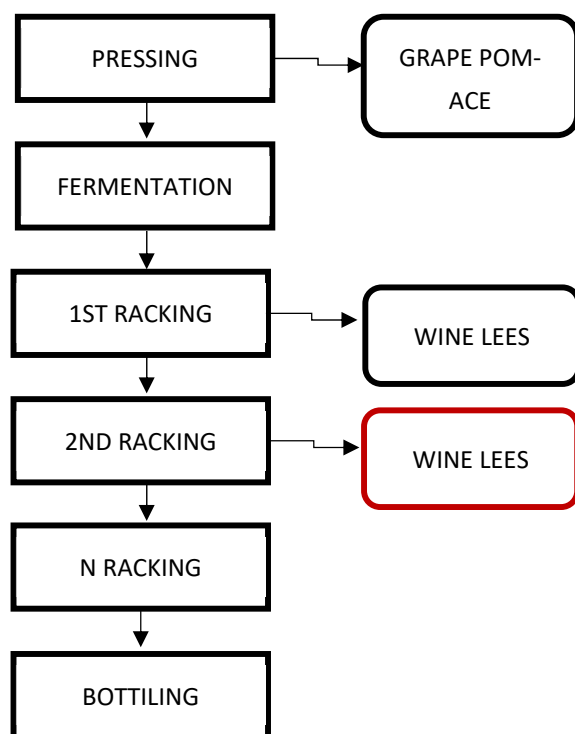 PRESSING
GRAPE POM-
ACE
FERMENTATION
1ST RACKING
WINE LEES
2ND RACKING
WINE LEES
N RACKING
BOTTILING